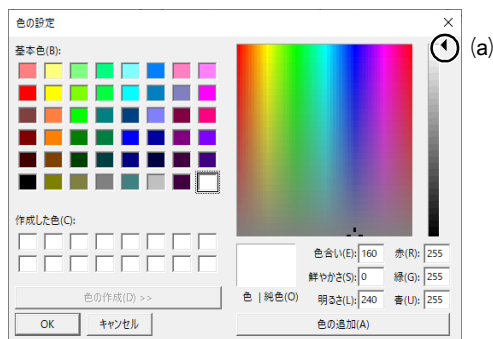 色の設定
基本色(B):
(a)
作成した色(C):
色の作成(D) >>
OK キャンセル
色 | 純色(O)
色合い(E): 160 赤(R): 255
鮮やかさ(S): 0 緑(G): 255
明るさ(L): 240 青(U): 255
色の追加(A)